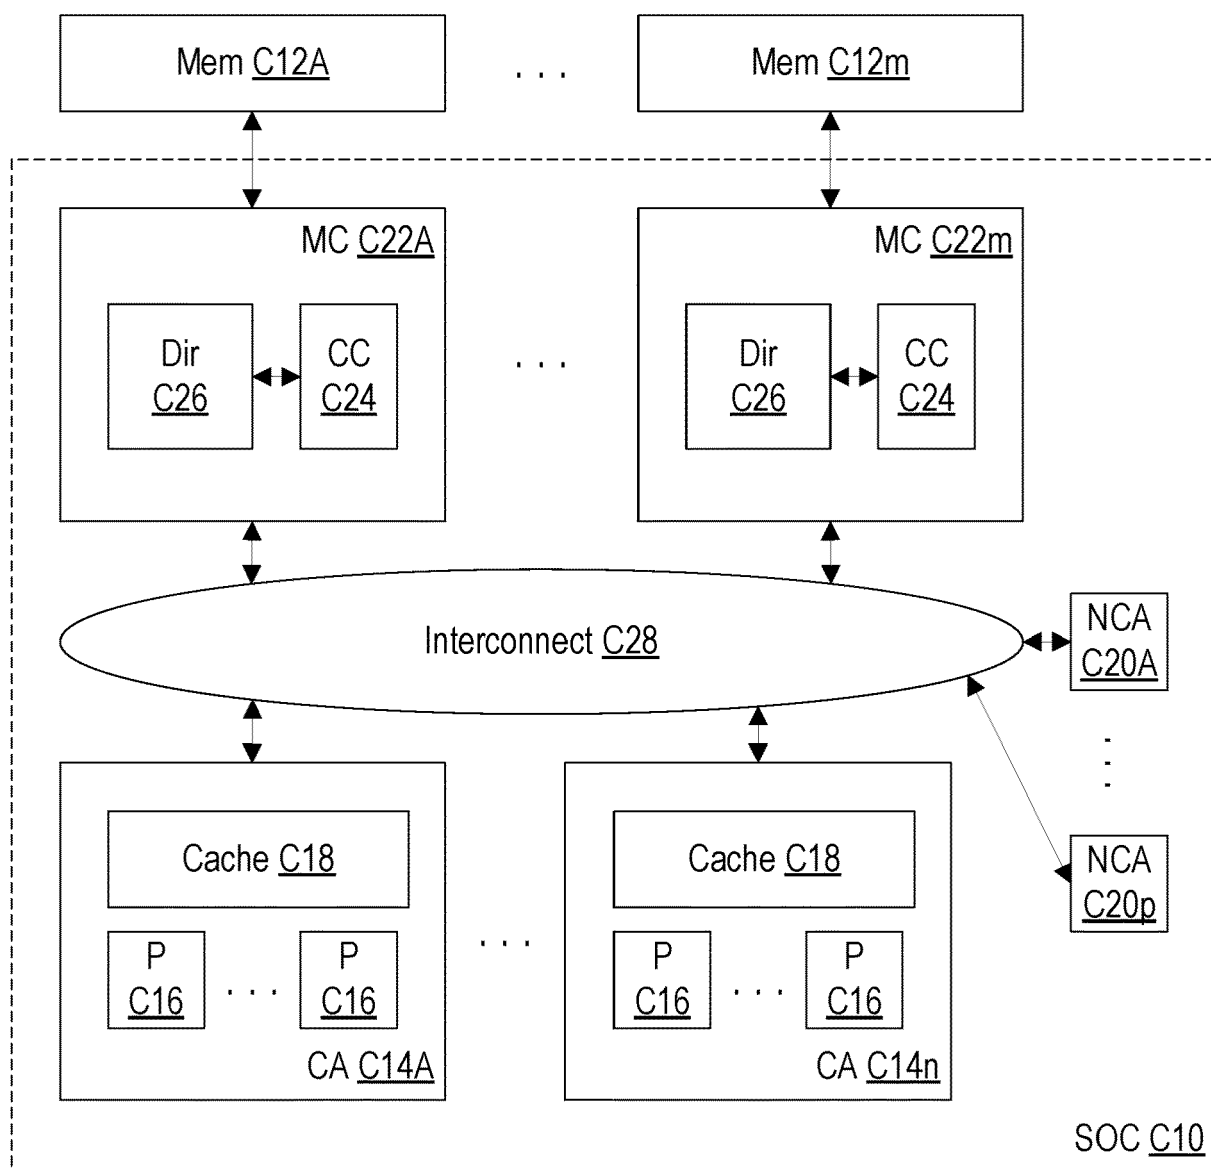 Mem C12A
. . .
Mem C12m
MC C22A
MC C22m
Dir
C26
CC
C24
. . .
Dir
C26
CC
C24
Interconnect C28
NCA
C20A
. . .
NCA
C20p
Cache C18
Cache C18
P
C16
. . .
P
C16
. . .
P
C16
. . .
P
C16
CA C14A
CA C14n
SOC C10